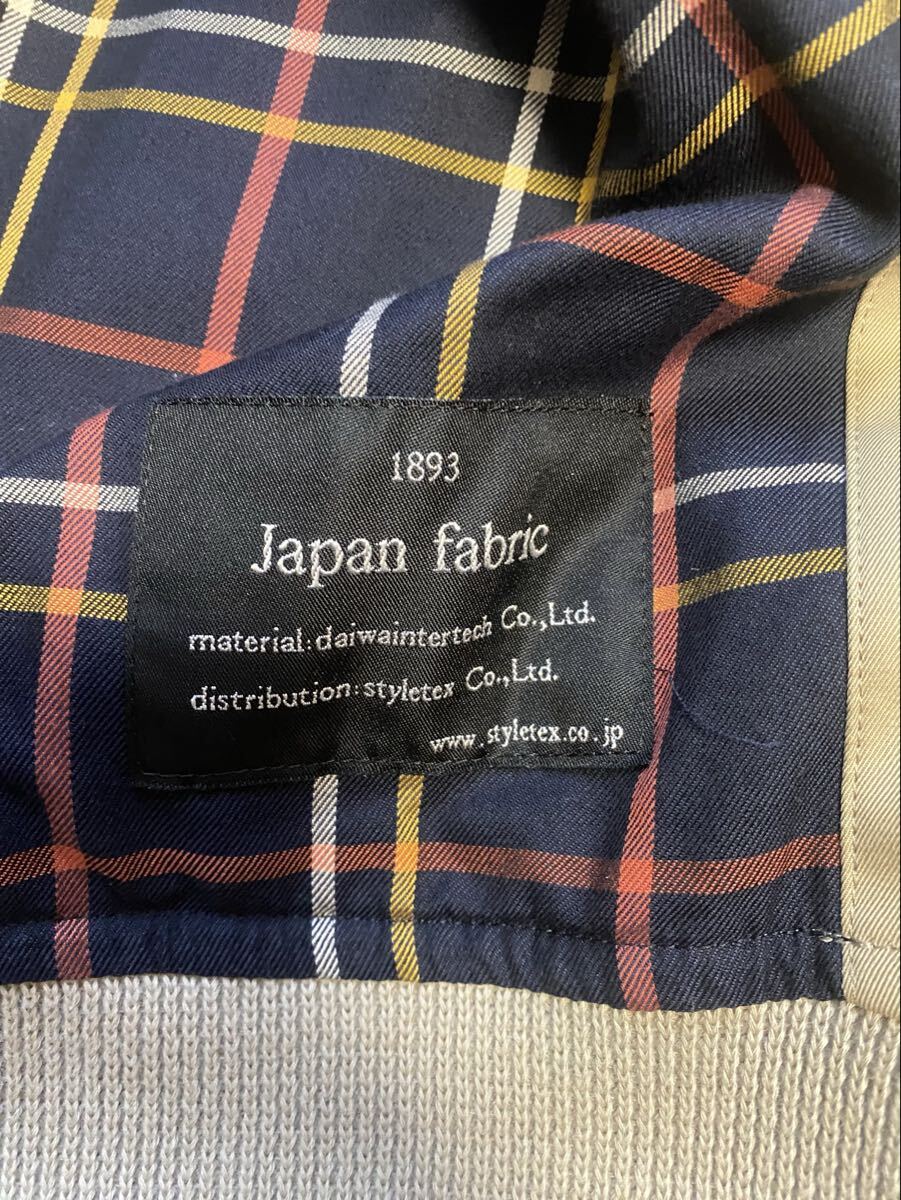 1893
Japan fabric
material:daiwaintertech Co.,Ltd.
distribution:styletex Co.,Ltd.
www.styletex.co.jp